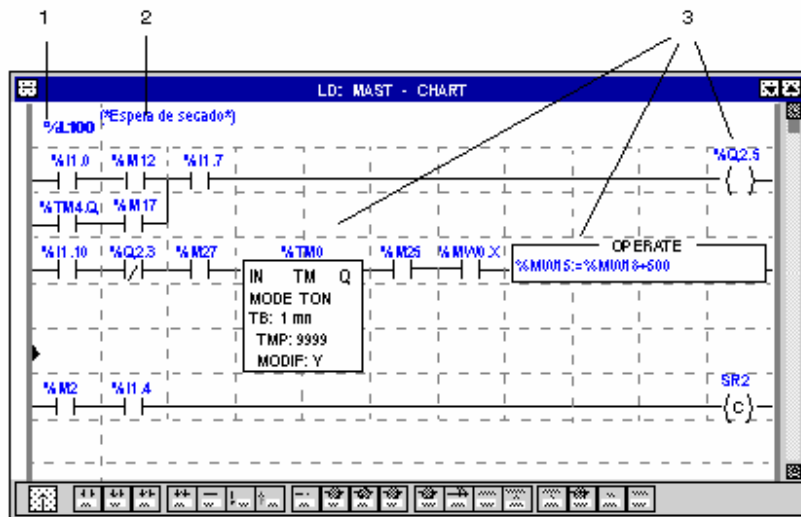 1 2 3
LD: MAST - CHART
%L100 (*Espera de secado*)
%I1.0 %M12 %I1.7 %Q2.5
%TM4.Q %M17
%I1.10 %Q2.3 %M27 %TM0 %M25 %MW0.X OPERATE
%MW15:=%MW18+500
IN TM Q
MODE TON
TB: 1 mn
TMP: 9999
MODIF: Y
%M2 %I1.4 SR2
C